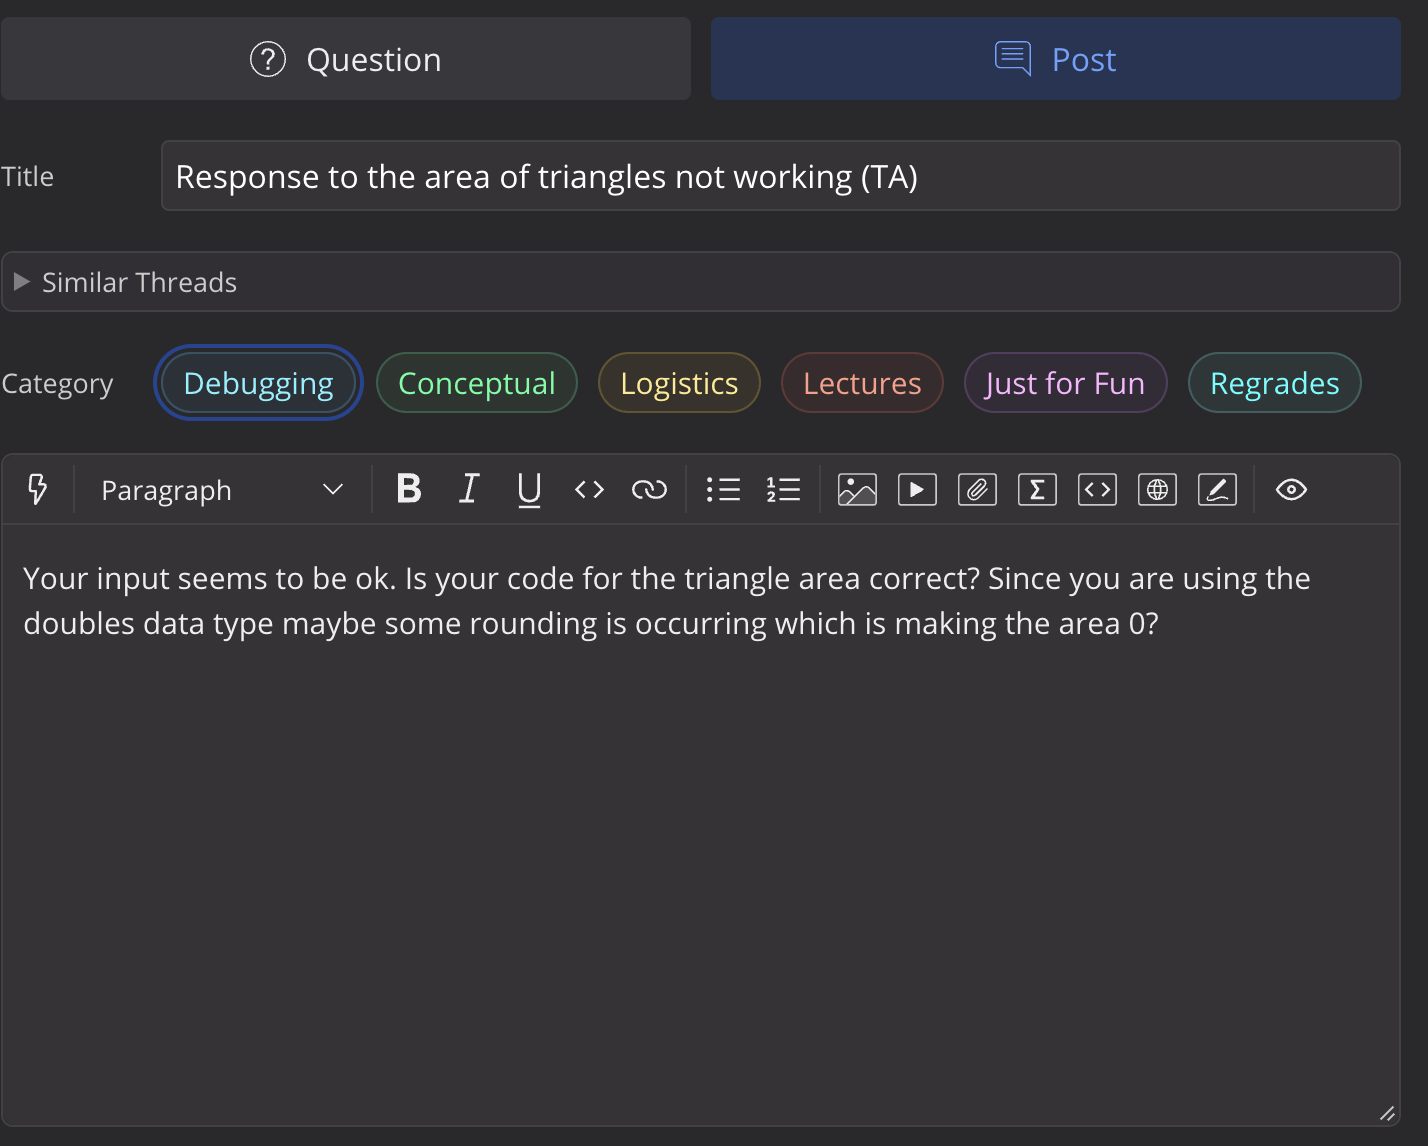 Question
Post
Title
Response to the area of triangles not working (TA)
Similar Threads
Category
Debugging
Conceptual
Logistics
Lectures
Just for Fun
Regrades
Paragraph
B I U
Your input seems to be ok. Is your code for the triangle area correct? Since you are using the
doubles data type maybe some rounding is occurring which is making the area 0?